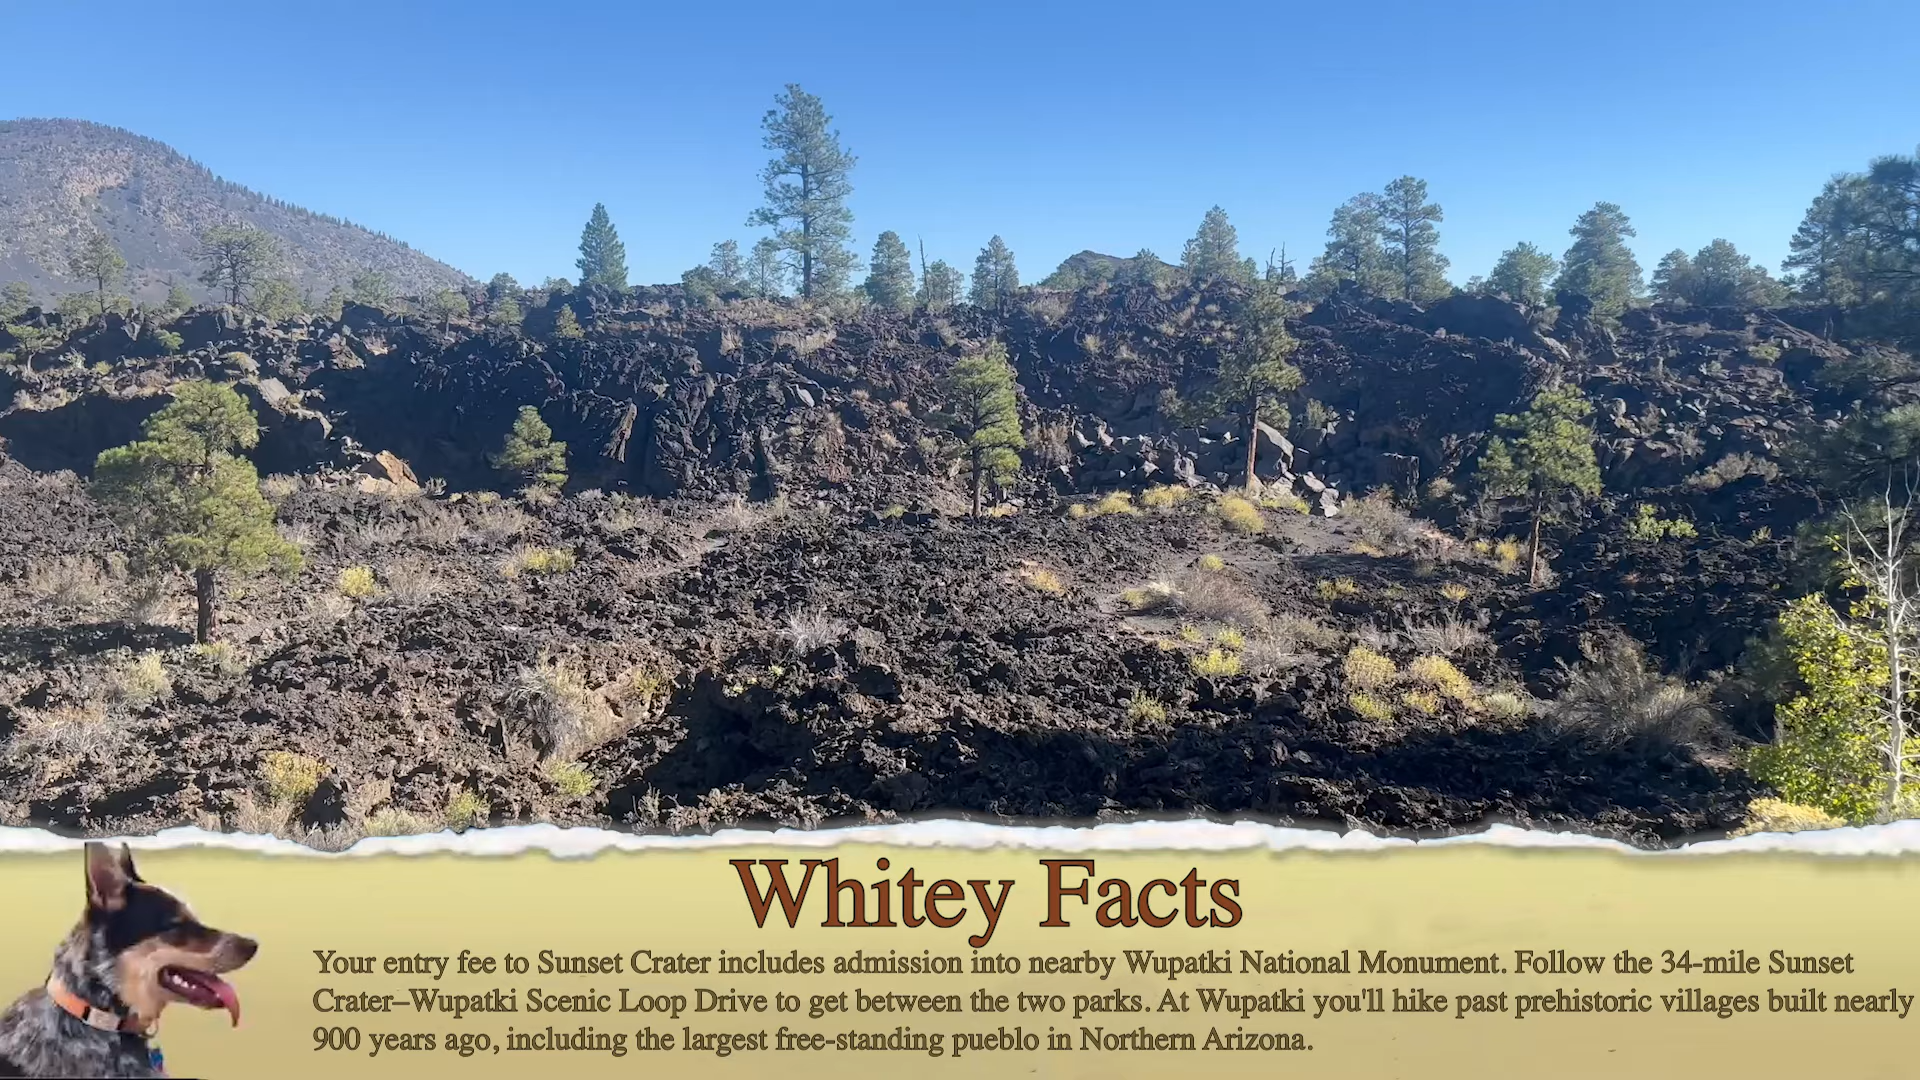 Whitey Facts
Your entry fee to Sunset Crater includes admission into nearby Wupatki National Monument. Follow the 34-mile Sunset
Crater–Wupatki Scenic Loop Drive to get between the two parks. At Wupatki you'll hike past prehistoric villages built nearly
900 years ago, including the largest free-standing pueblo in Northern Arizona.